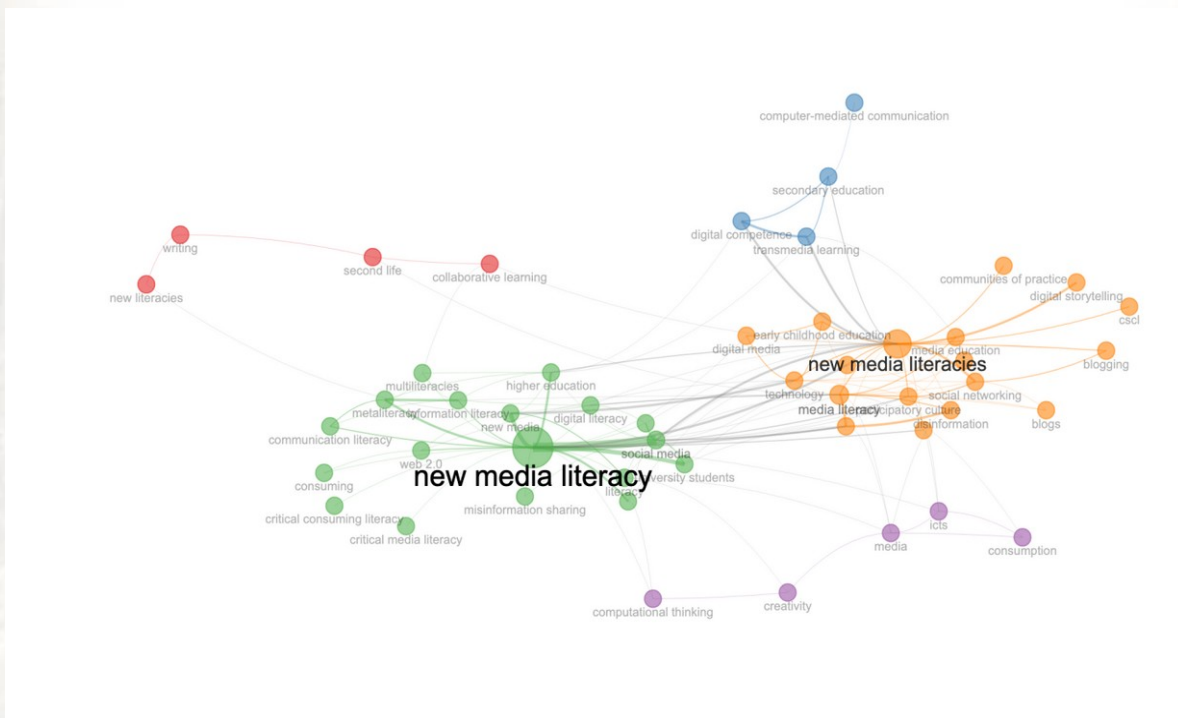 computer-mediated communication
secondary education
digital competence
transmedia learning
writing
second life
collaborative learning
new literacies
communities of practice
digital storytelling
cscl
early childhood education
digital media
media education
new media literacies
blogging
multiliteracies
higher education
technology
social networking
metaliteracy
information literacy
digital literacy
media literacy
participatory culture
blogs
new media
disinformation
communication literacy
social media
web 2.0
new media literacy
university students
consuming
literacy
misinformation sharing
critical consuming literacy
icts
critical media literacy
media
consumption
computational thinking
creativity